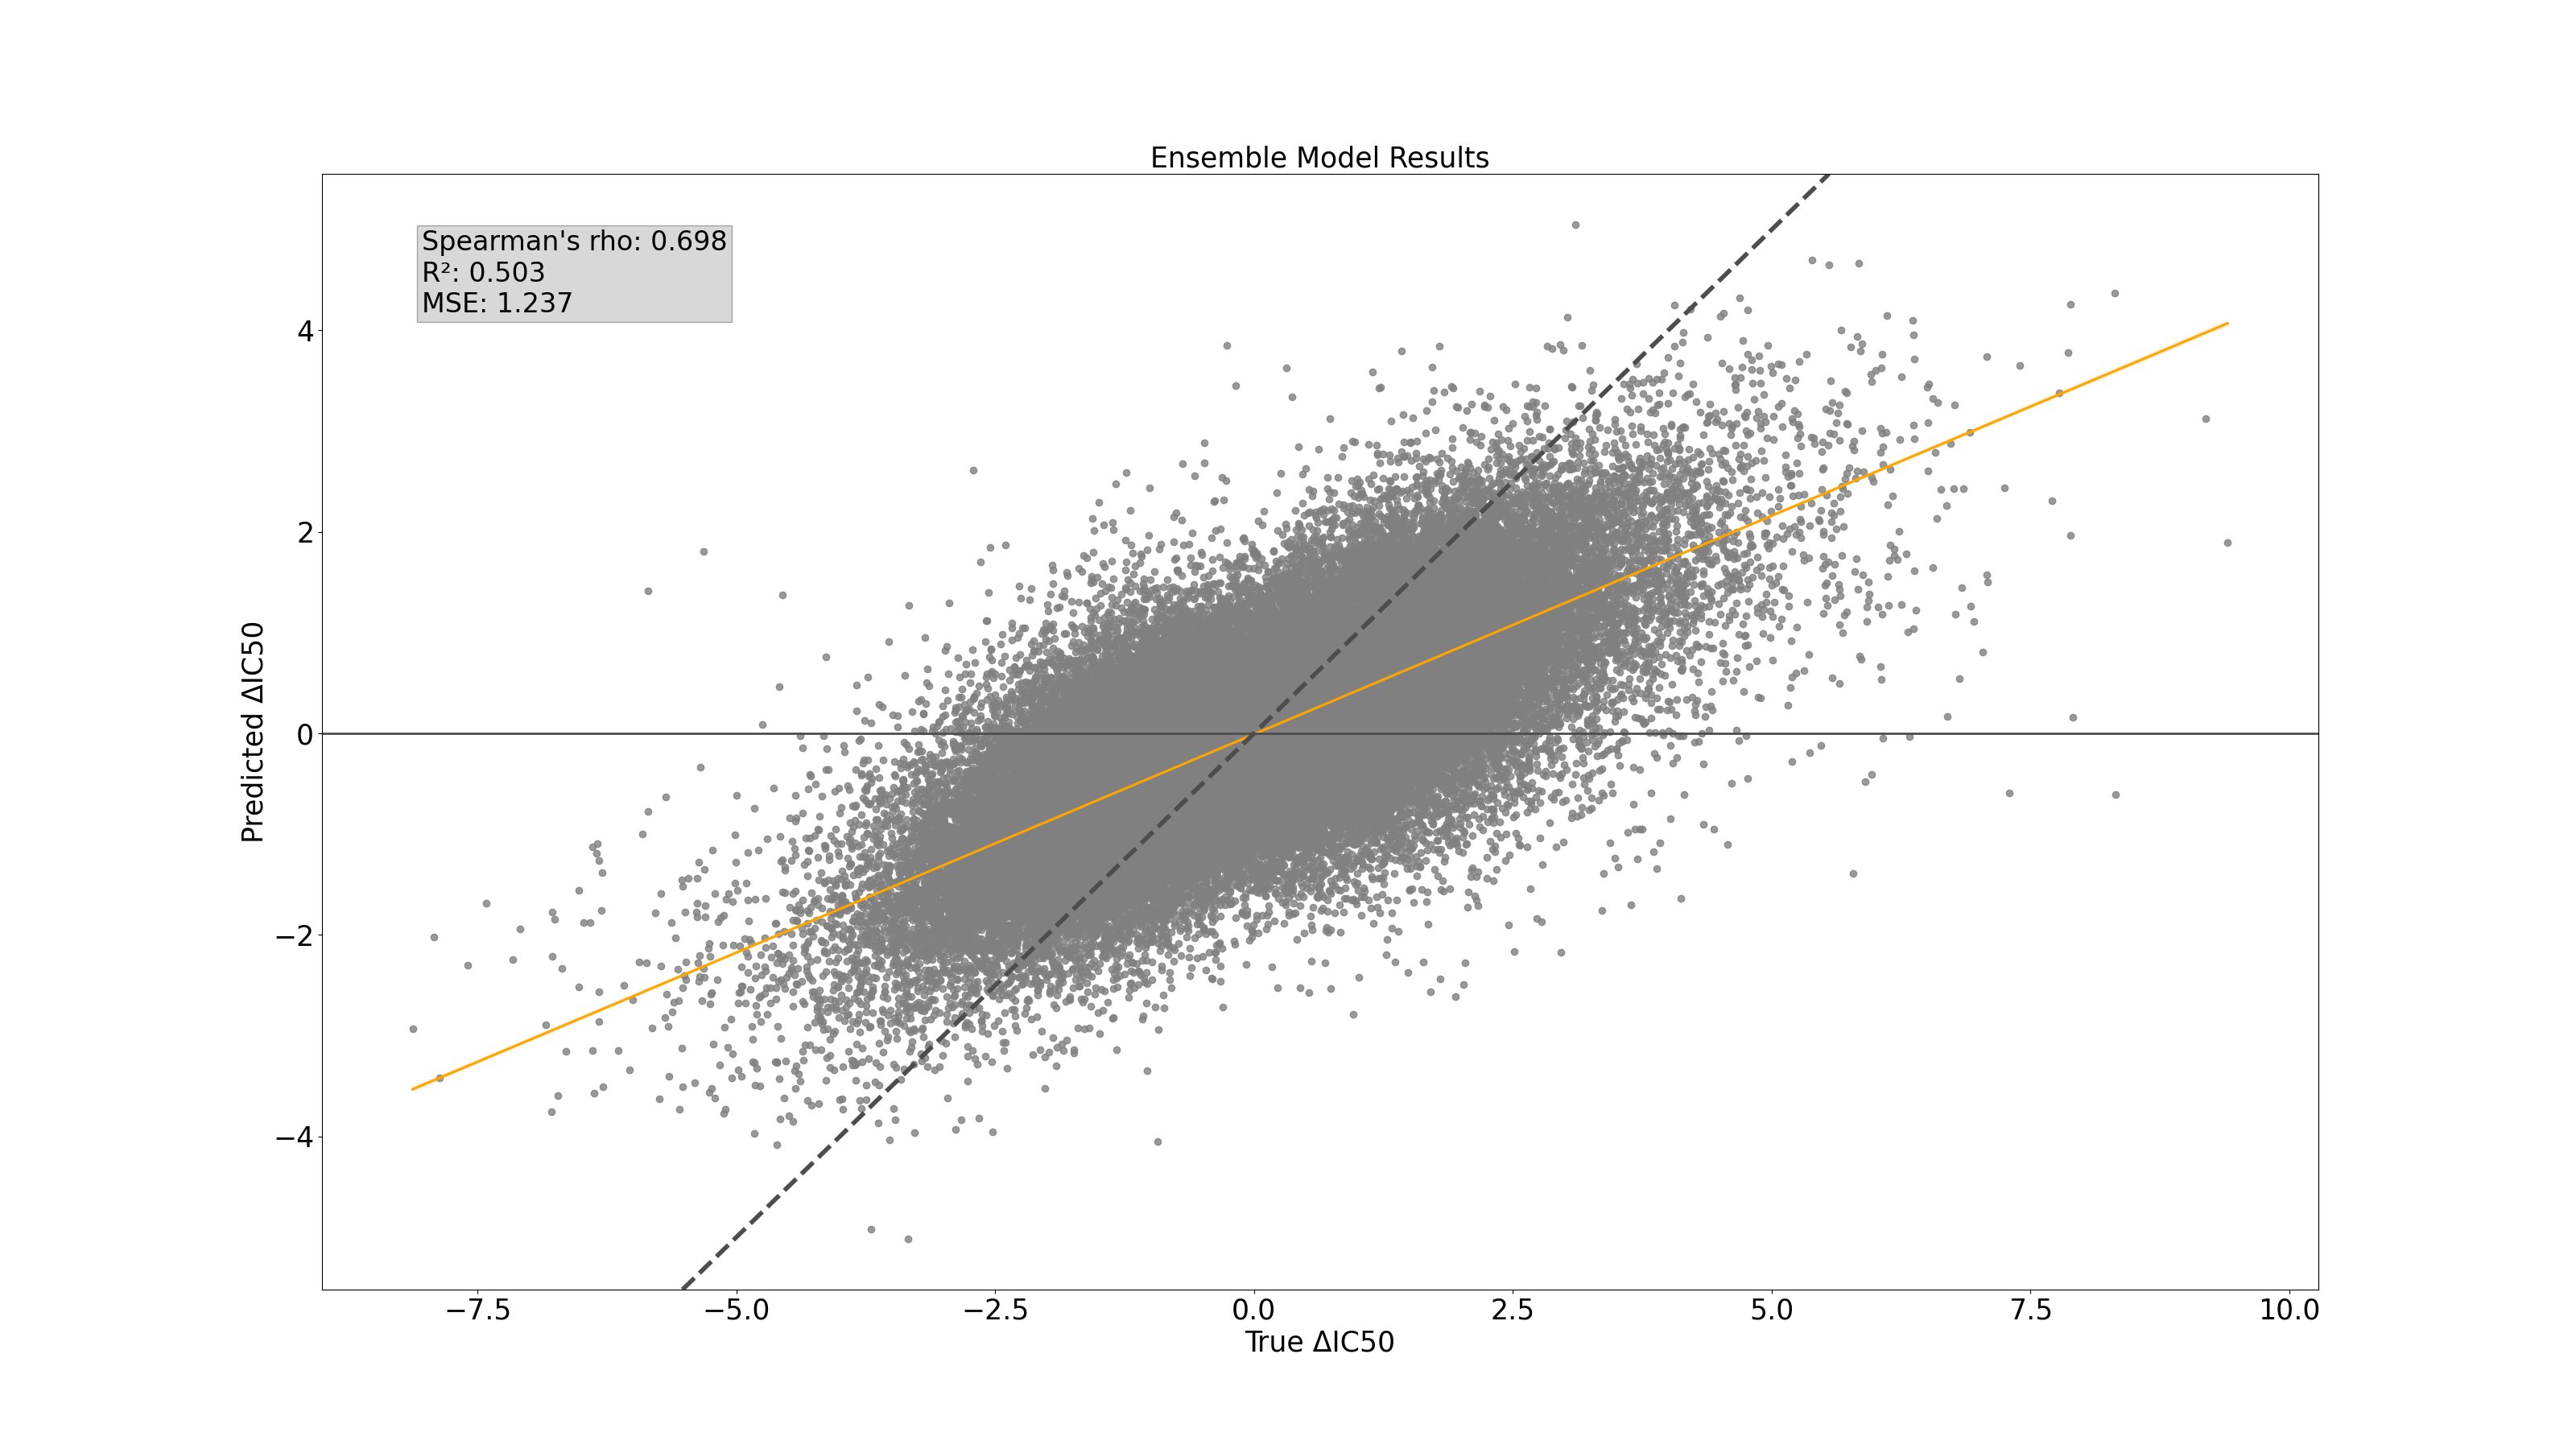 Ensemble Model Results
Spearman's rho: 0.698
R²: 0.503
MSE: 1.237
4
2
0
−2
−4
Predicted ΔIC50
−7.5 −5.0 −2.5 0.0 2.5 5.0 7.5 10.0
True ΔIC50